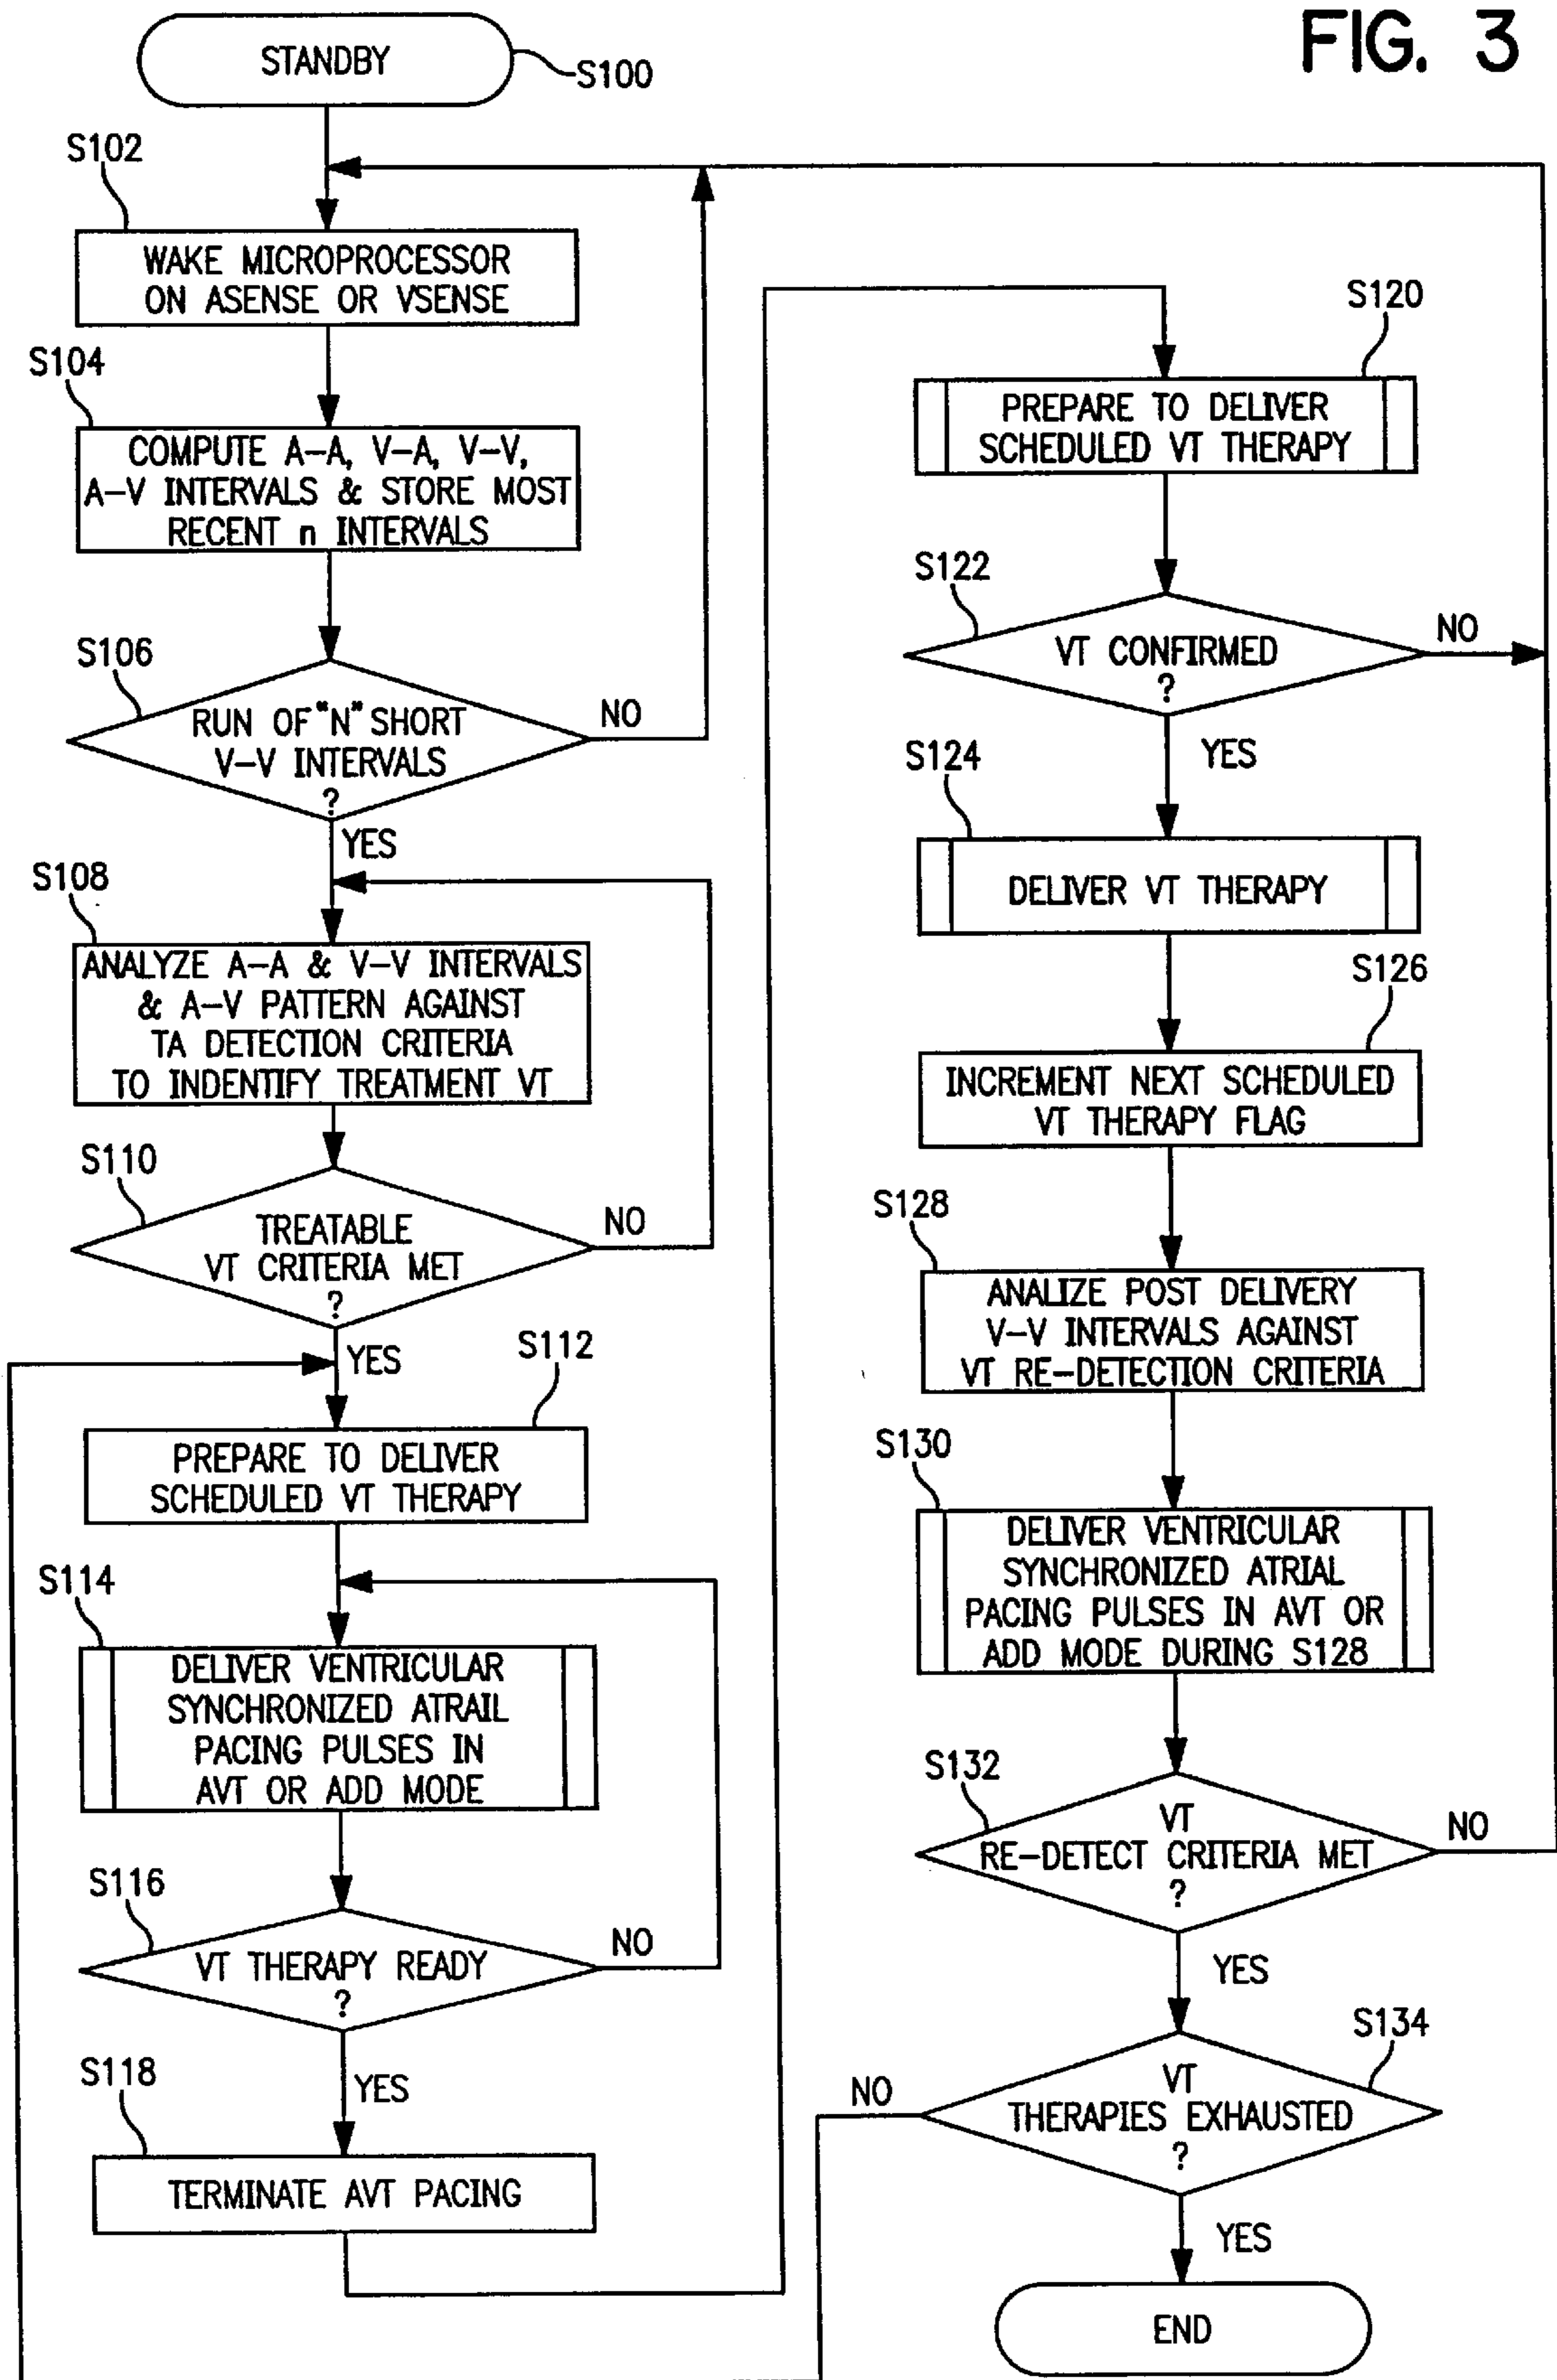 FIG. 3
STANDBY
S100
S102
WAKE MICROPROCESSOR
ON ASENSE OR VSENSE
S104
COMPUTE A-A, V-A, V-V,
A-V INTERVALS & STORE MOST
RECENT n INTERVALS
S106
RUN OF "N" SHORT
V-V INTERVALS
?
NO
YES
S108
ANALYZE A-A & V-V INTERVALS
& A-V PATTERN AGAINST
TA DETECTION CRITERIA
TO INDENTIFY TREATMENT VT
S110
TREATABLE
VT CRITERIA MET
?
NO
YES
S112
PREPARE TO DELIVER
SCHEDULED VT THERAPY
S114
DELIVER VENTRICULAR
SYNCHRONIZED ATRAIL
PACING PULSES IN
AVT OR ADD MODE
S116
VT THERAPY READY
?
NO
YES
S118
TERMINATE AVT PACING
S120
PREPARE TO DELIVER
SCHEDULED VT THERAPY
S122
VT CONFIRMED
?
NO
YES
S124
DELIVER VT THERAPY
S126
INCREMENT NEXT SCHEDULED
VT THERAPY FLAG
S128
ANALIZE POST DELIVERY
V-V INTERVALS AGAINST
VT RE-DETECTION CRITERIA
S130
DELIVER VENTRICULAR
SYNCHRONIZED ATRIAL
PACING PULSES IN AVT OR
ADD MODE DURING S128
S132
VT
RE-DETECT CRITERIA MET
?
NO
YES
S134
VT
THERAPIES EXHAUSTED
?
NO
YES
END